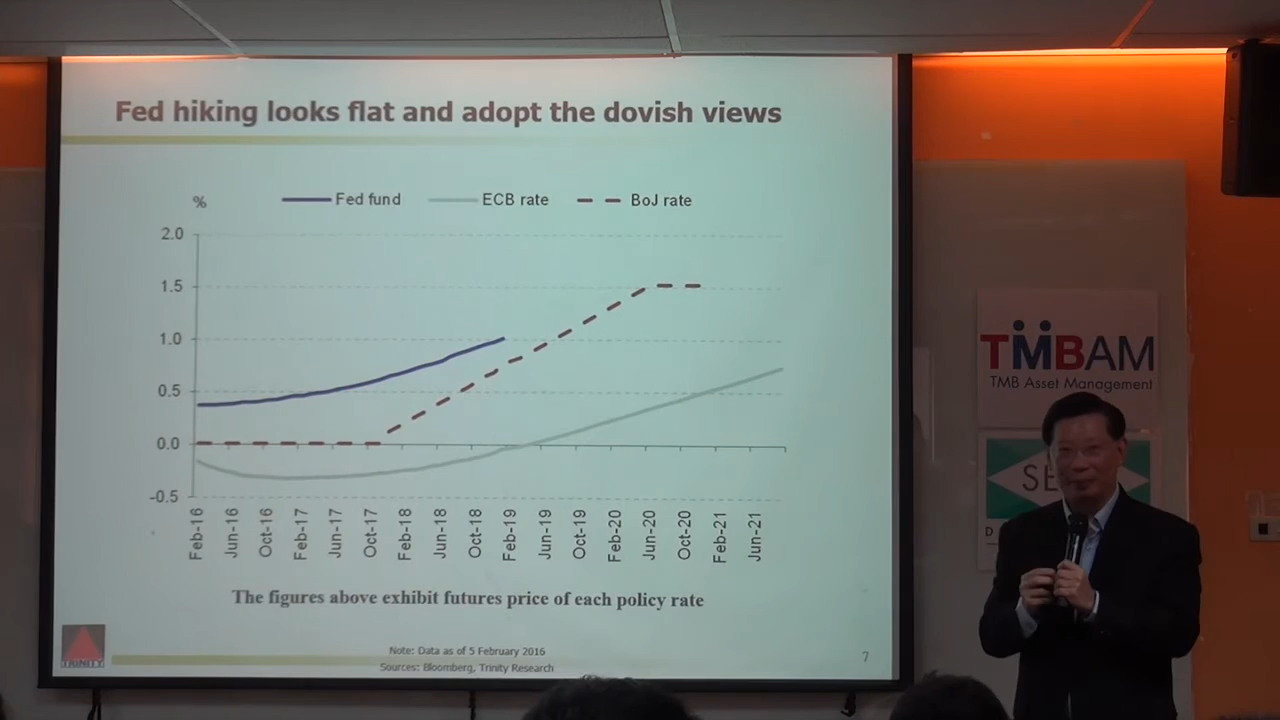 Fed hiking looks flat and adopt the dovish views
% Fed fund ECB rate BoJ rate
2.0
1.5
1.0
0.5
0.0
-0.5
Feb-16 Jun-16 Oct-16 Feb-17 Jun-17 Oct-17 Feb-18 Jun-18 Oct-18 Feb-19 Jun-19 Oct-19 Feb-20 Jun-20 Oct-20 Feb-21 Jun-21
The figures above exhibit futures price of each policy rate
Note: Data as of 5 February 2016
Sources: Bloomberg, Trinity Research
7
TRINITY
TMBAM
TMB Asset Management
SE
D